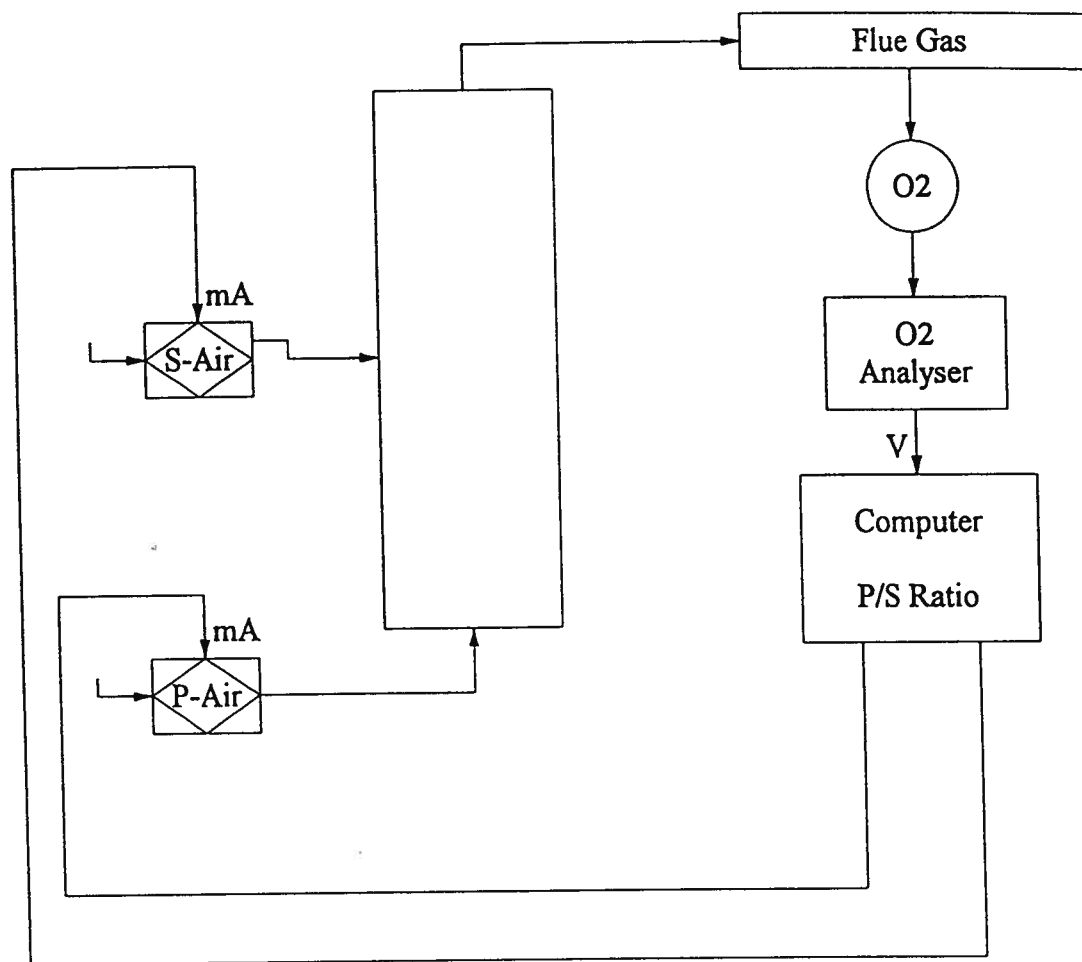 Flue Gas
O2
mA
S-Air
O2
Analyser
V
Computer
P/S Ratio
mA
P-Air